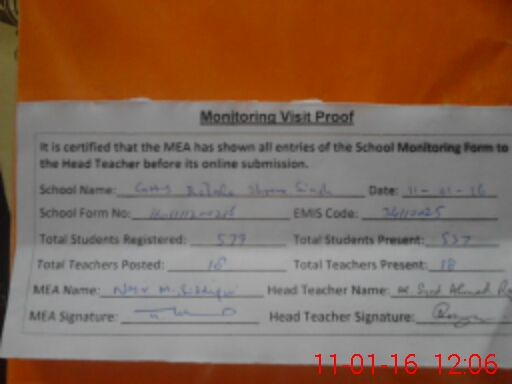 Monitoring Visit Proof
It is certified that the MEA has shown all entries of the School Monitoring Form to
the Head Teacher before its online submission.
School Name: Singh Date: 11-01-16
School Form No: EMIS Code:
Total Students Registered: 579 Total Students Present: 537
Total Teachers Posted: 18 Total Teachers Present: 18
MEA Name: Head Teacher Name: Ahmad
MEA Signature: Head Teacher Signature:
11-01-16 12:06